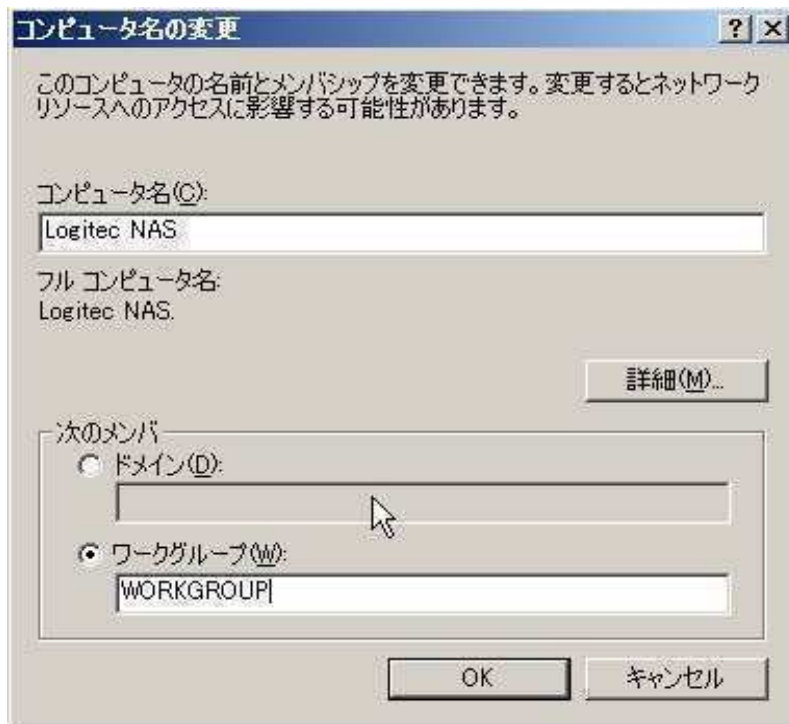 コンピュータ名の変更
このコンピュータの名前とメンバシップを変更できます。変更するとネットワーク
リソースへのアクセスに影響する可能性があります。
コンピュータ名(C):
Logitec NAS
フル コンピュータ名:
Logitec NAS.
詳細(M)...
次のメンバ
ドメイン(D):
ワークグループ(W):
WORKGROUP
OK キャンセル